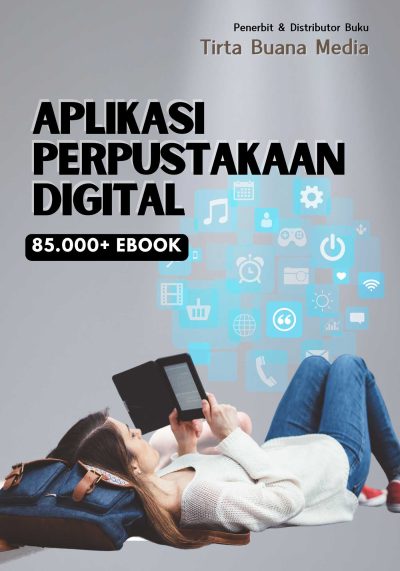 Penerbit & Distributor Buku
Tirta Buana Media
APLIKASI
PERPUSTAKAAN
DIGITAL
85.000+ EBOOK